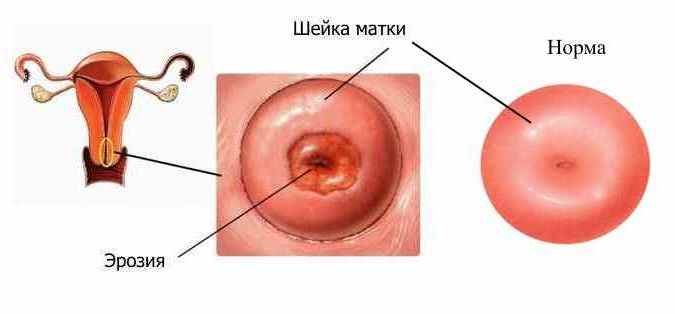 Шейка матки
Норма
Эрозия